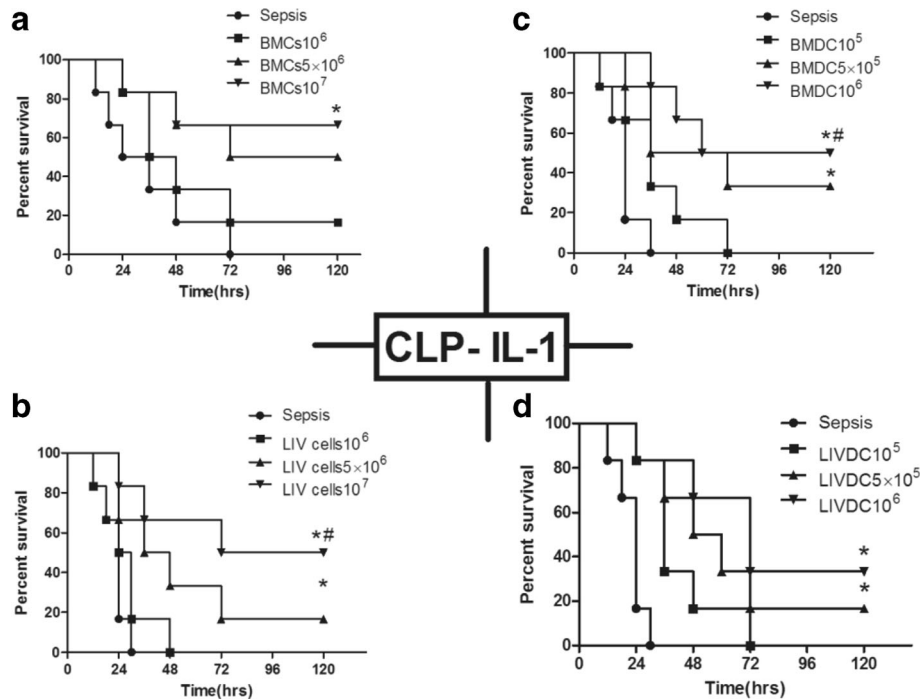 a
Sepsis
BMCs10⁶
BMCs5×10⁶
BMCs10⁷
Percent survival
100
80
60
40
20
0
*
0 24 48 72 96 120
Time(hrs)
c
Sepsis
BMDC10⁵
BMDC5×10⁵
BMDC10⁶
Percent survival
100
80
60
40
20
0
*#
*
0 24 48 72 96 120
Time(hrs)
CLP- IL-1
b
Sepsis
LIV cells10⁶
LIV cells5×10⁶
LIV cells10⁷
Percent survival
100
80
60
40
20
0
*#
*
0 24 48 72 96 120
Time(hrs)
d
Sepsis
LIVDC10⁵
LIVDC5×10⁵
LIVDC10⁶
Percent survival
100
80
60
40
20
0
*
*
0 24 48 72 96 120
Time(hrs)